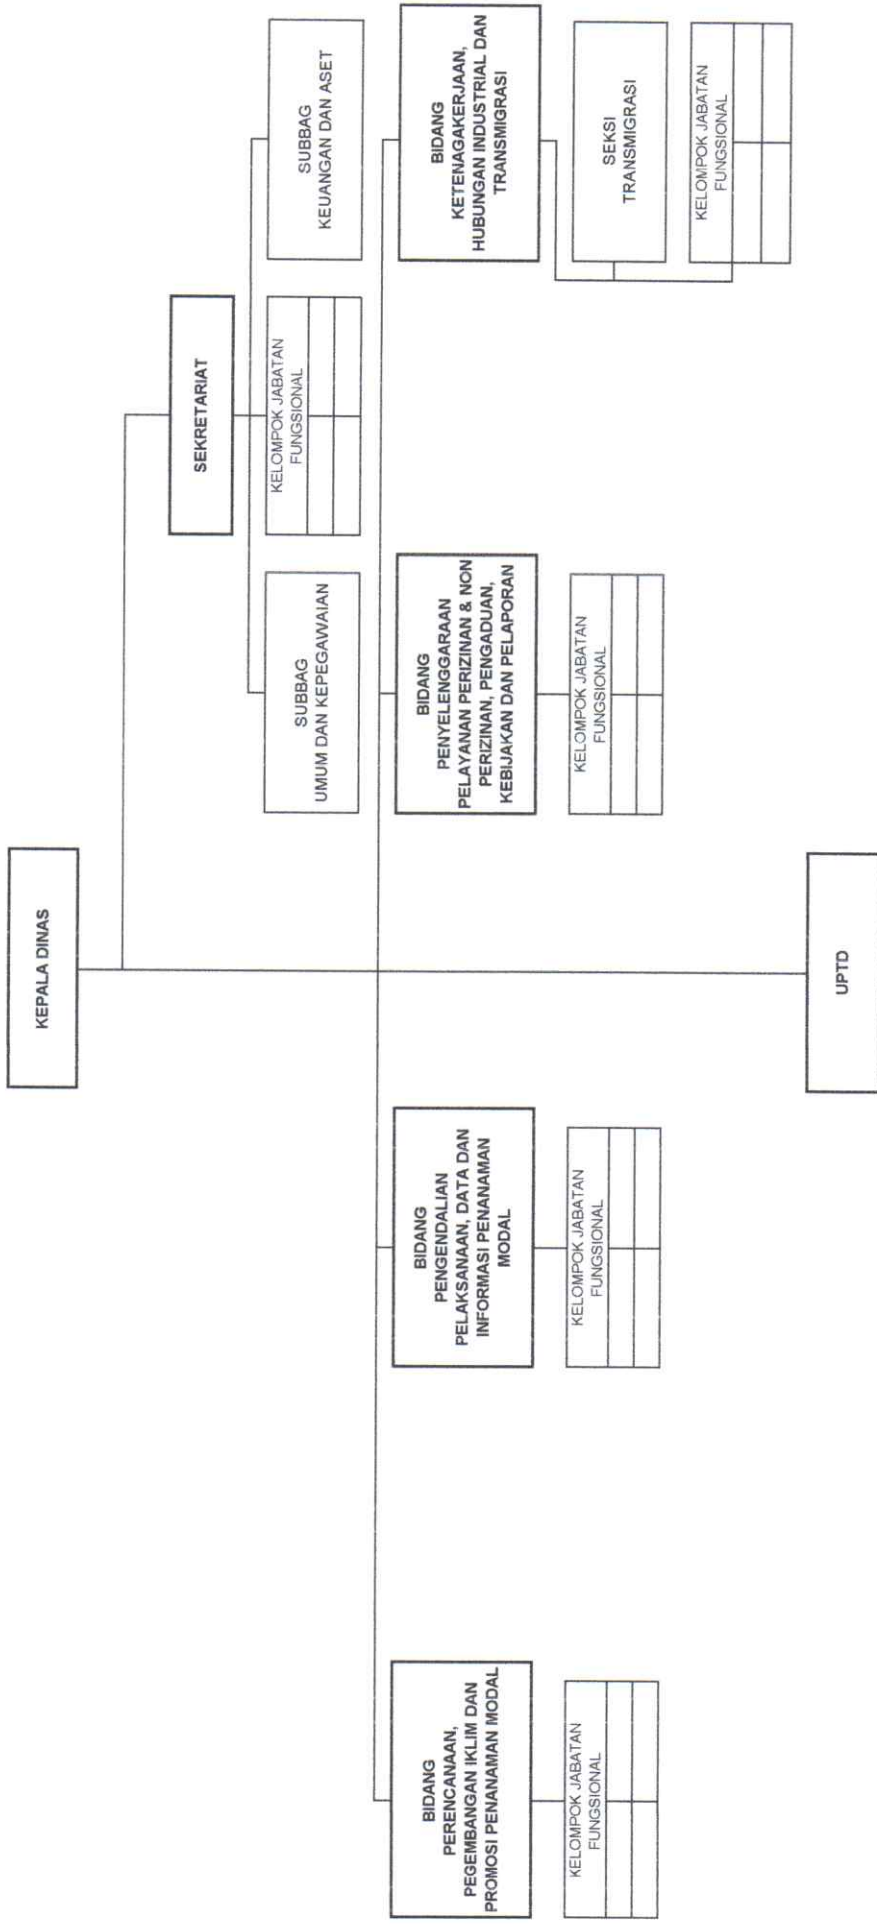 KEPALA DINAS
SEKRETARIAT
SUBBAG
UMUM DAN KEPEGAWAIAN
KELOMPOK JABATAN
FUNGSIONAL
SUBBAG
KEUANGAN DAN ASET
BIDANG
PERENCANAAN,
PEGEMBANGAN IKLIM DAN
PROMOSI PENANAMAN MODAL
KELOMPOK JABATAN
FUNGSIONAL
BIDANG
PENGENDALIAN
PELAKSANAAN, DATA DAN
INFORMASI PENANAMAN
MODAL
KELOMPOK JABATAN
FUNGSIONAL
BIDANG
PENYELENGGARAAN
PELAYANAN PERIZINAN & NON
PERIZINAN, PENGADUAN,
KEBIJAKAN DAN PELAPORAN
KELOMPOK JABATAN
FUNGSIONAL
BIDANG
KETENAGAKERJAAN,
HUBUNGAN INDUSTRIAL DAN
TRANSMIGRASI
SEKSI
TRANSMIGRASI
KELOMPOK JABATAN
FUNGSIONAL
UPTD